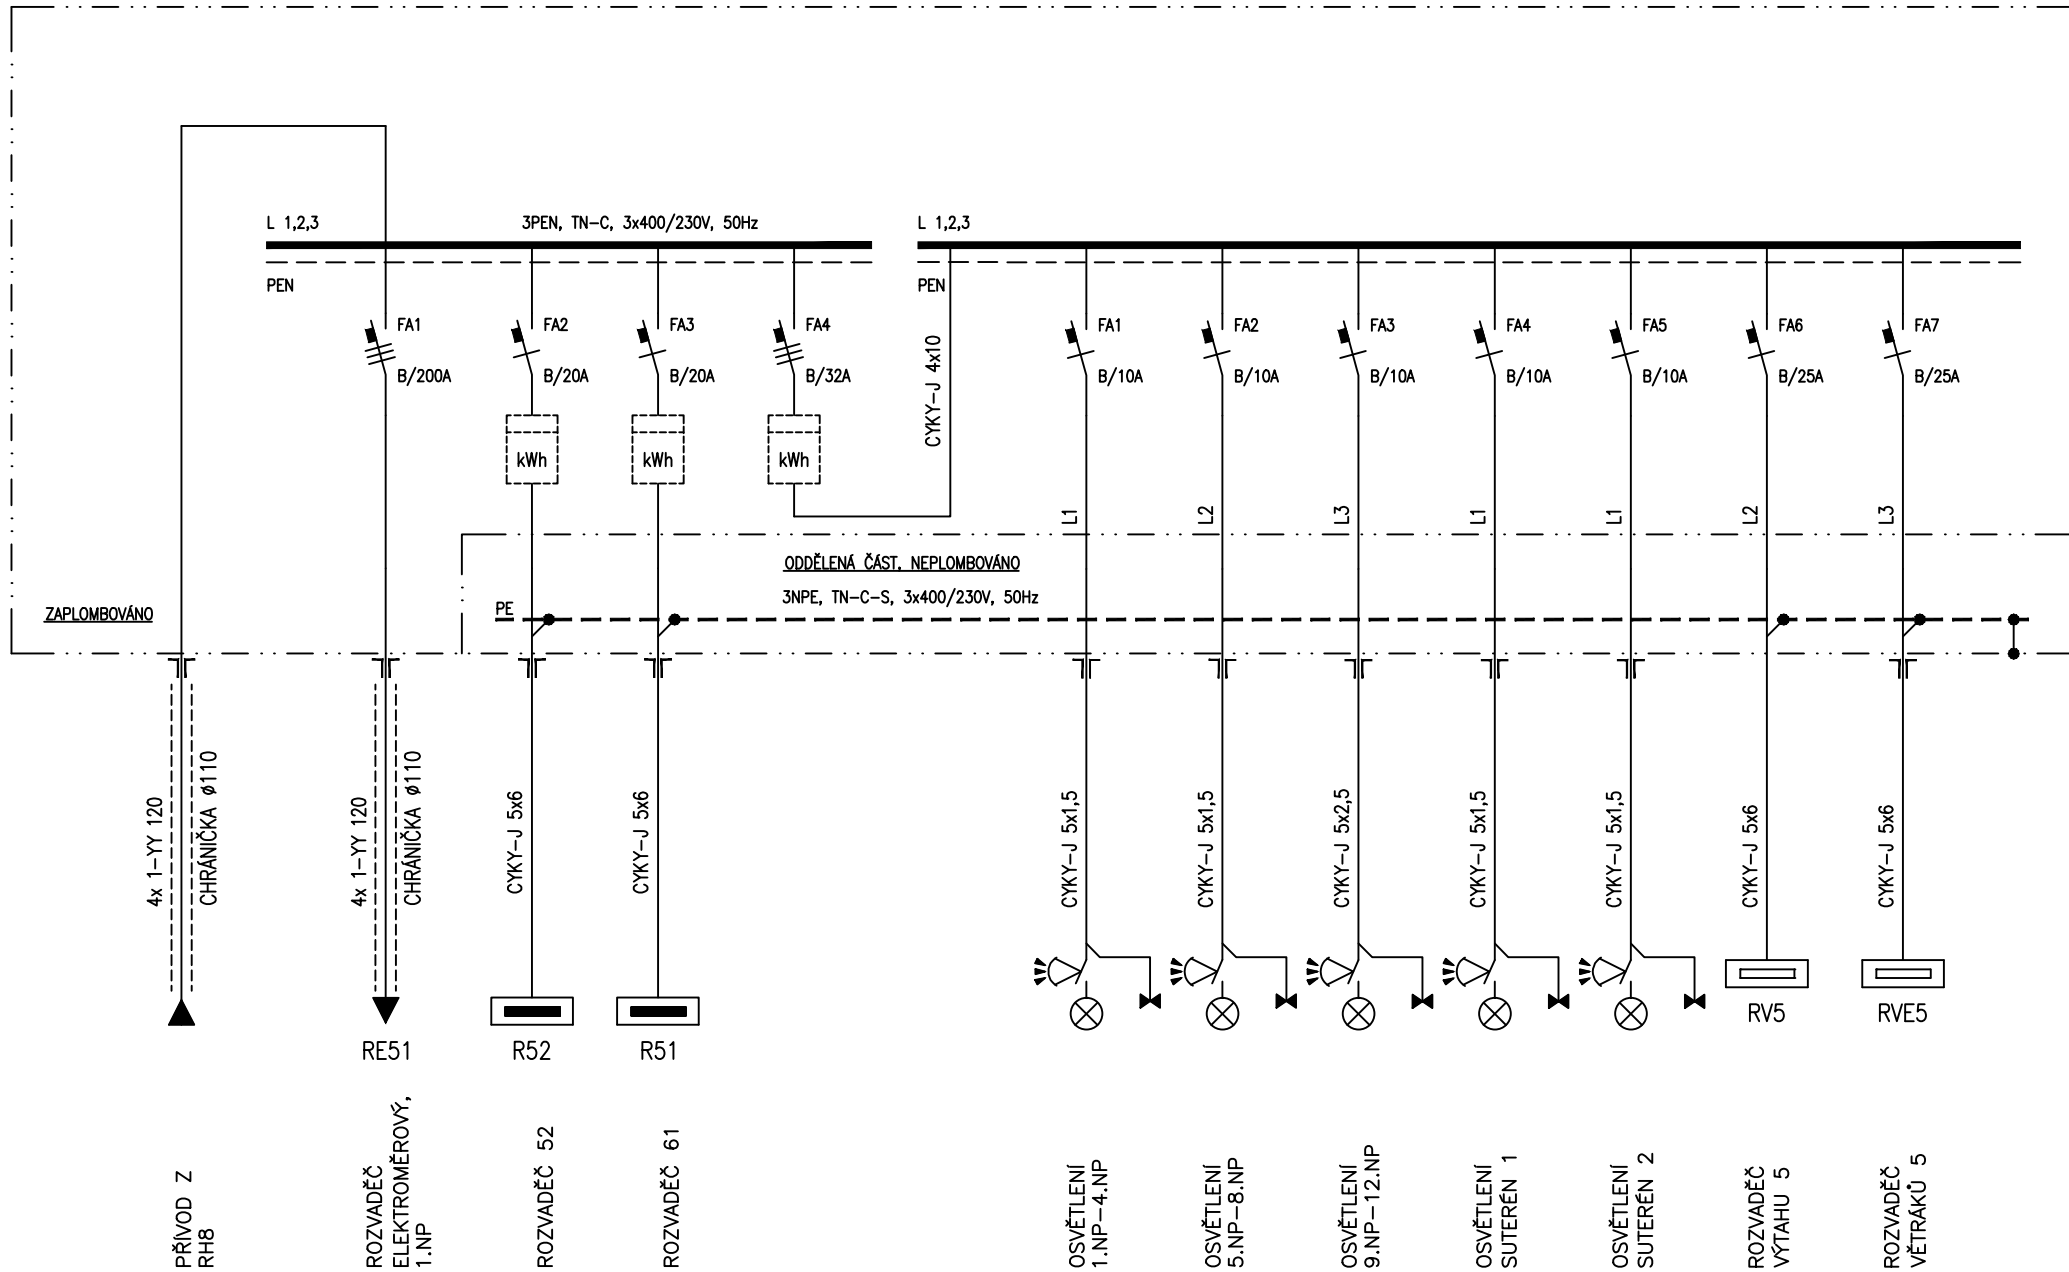 L 1,2,3
3PEN, TN-C, 3x400/230V, 50Hz
L 1,2,3
PEN
PEN
FA1
B/200A
FA2
B/20A
FA3
B/20A
FA4
B/32A
CYKY-J 4x10
FA1
B/10A
FA2
B/10A
FA3
B/10A
FA4
B/10A
FA5
B/10A
FA6
B/25A
FA7
B/25A
kWh
kWh
kWh
L1
L2
L3
L1
L1
L2
L3
ODDĚLENÁ ČÁST, NEPLOMBOVÁNO
3NPE, TN-C-S, 3x400/230V, 50Hz
PE
ZAPLOMBOVÁNO
4x 1-YY 120
CHRÁNIČKA ø110
4x 1-YY 120
CHRÁNIČKA ø110
CYKY-J 5x6
CYKY-J 5x6
CYKY-J 5x1,5
CYKY-J 5x1,5
CYKY-J 5x2,5
CYKY-J 5x1,5
CYKY-J 5x1,5
CYKY-J 5x6
CYKY-J 5x6
RE51
R52
R51
RV5
RVE5
PŘÍVOD Z
RH8
ROZVADĚČ
ELEKTROMĚROVÝ,
1.NP
ROZVADĚČ 52
ROZVADĚČ 61
OSVĚTLENÍ
1.NP-4.NP
OSVĚTLENÍ
5.NP-8.NP
OSVĚTLENÍ
9.NP-12.NP
OSVĚTLENÍ
SUTERÉN 1
OSVĚTLENÍ
SUTERÉN 2
ROZVADĚČ
VÝTAHU 5
ROZVADĚČ
VĚTRÁKŮ 5